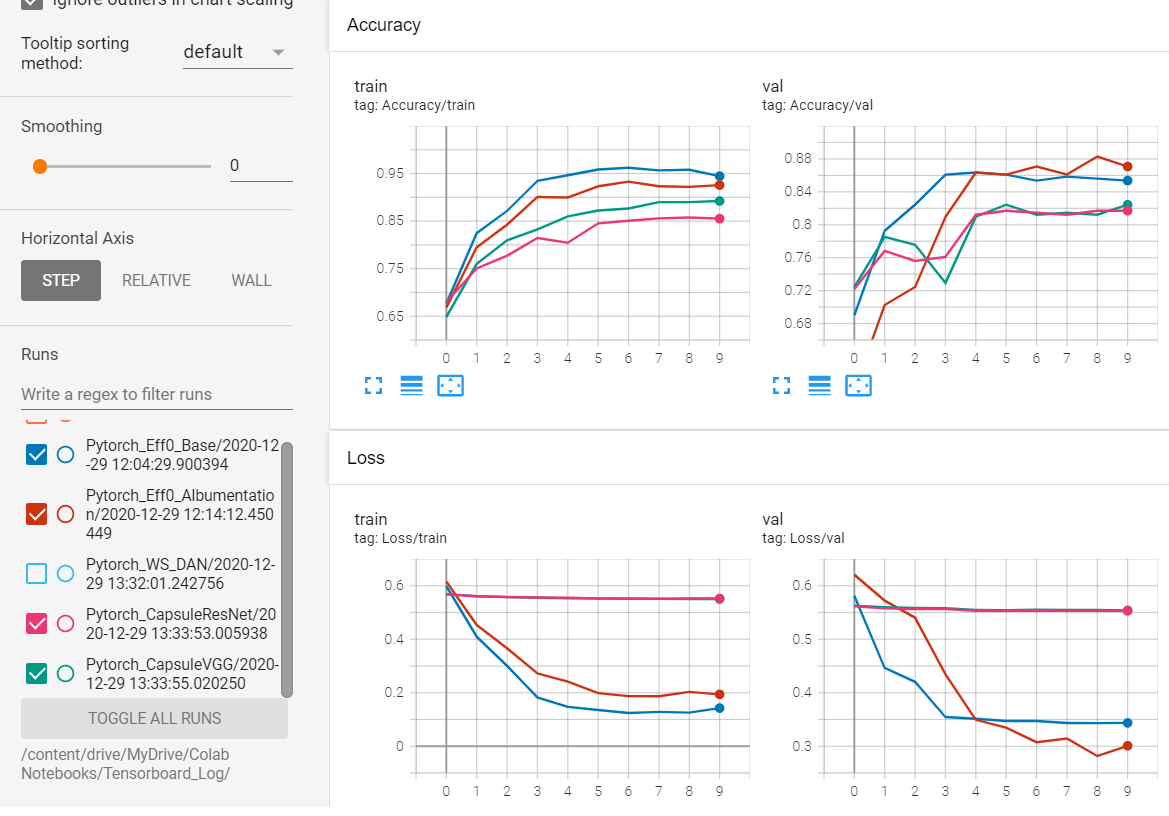 Ignore outliers in chart scaling
Tooltip sorting
method:
default
Smoothing
0
Horizontal Axis
STEP
RELATIVE
WALL
Runs
Write a regex to filter runs
Pytorch_Eff0_Base/2020-12
-29 12:04:29.900394
Pytorch_Eff0_Albumentatio
n/2020-12-29 12:14:12.450
449
Pytorch_WS_DAN/2020-12-
29 13:32:01.242756
Pytorch_CapsuleResNet/20
20-12-29 13:33:53.005938
Pytorch_CapsuleVGG/2020-
12-29 13:33:55.020250
TOGGLE ALL RUNS
/content/drive/MyDrive/Colab
Notebooks/Tensorboard_Log/
Accuracy
train
tag: Accuracy/train
0.95
0.85
0.75
0.65
0 1 2 3 4 5 6 7 8 9
val
tag: Accuracy/val
0.88
0.84
0.8
0.76
0.72
0.68
0 1 2 3 4 5 6 7 8 9
Loss
train
tag: Loss/train
0.6
0.4
0.2
0
0 1 2 3 4 5 6 7 8 9
val
tag: Loss/val
0.6
0.5
0.4
0.3
0 1 2 3 4 5 6 7 8 9